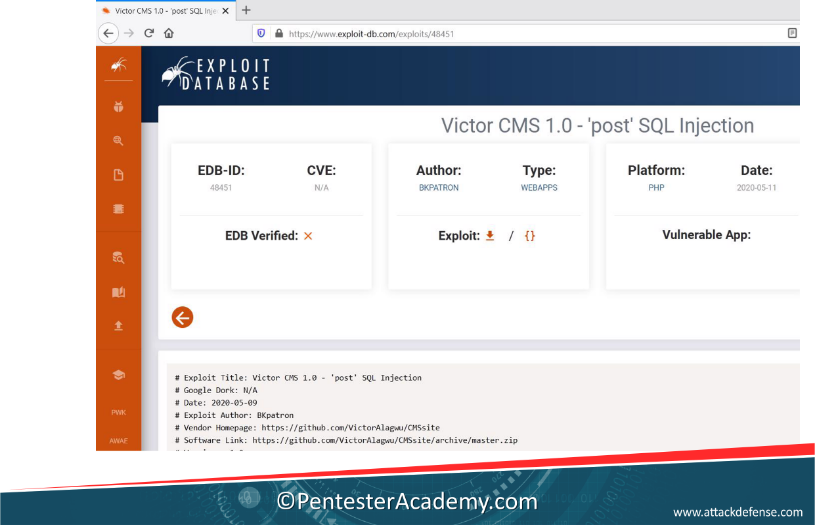 Victor CMS 1.0 - 'post' SQL Inje
https://www.exploit-db.com/exploits/48451
EXPLOIT
DATABASE
Victor CMS 1.0 - 'post' SQL Injection
EDB-ID:
48451
CVE:
N/A
Author:
BKPATRON
Type:
WEBAPPS
Platform:
PHP
Date:
2020-05-11
EDB Verified: ×
Exploit: / {}
Vulnerable App:
PWK
AWAE
# Exploit Title: Victor CMS 1.0 - 'post' SQL Injection
# Google Dork: N/A
# Date: 2020-05-09
# Exploit Author: BKpatron
# Vendor Homepage: https://github.com/VictorAlagwu/CMSsite
# Software Link: https://github.com/VictorAlagwu/CMSsite/archive/master.zip
©PentesterAcademy.com
www.attackdefense.com